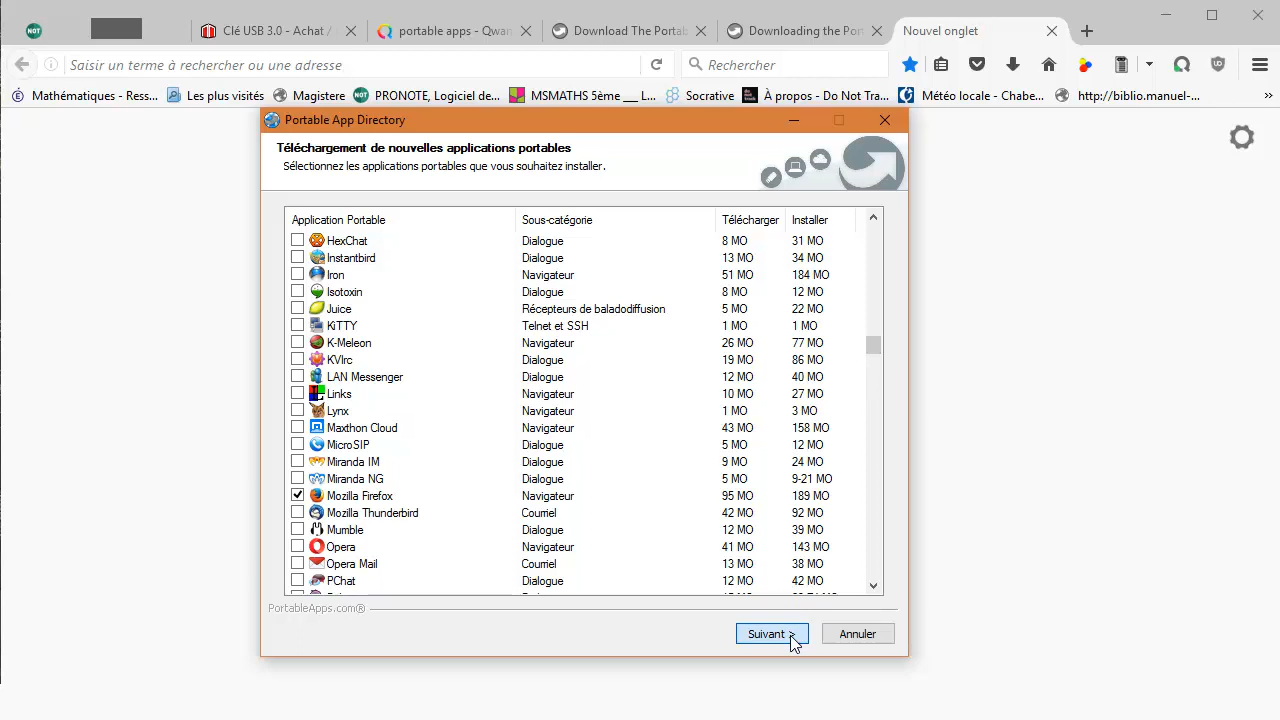 NOT
Clé USB 3.0 - Achat /
portable apps - Qwan
Download The Portab
Downloading the Port
Nouvel onglet
Saisir un terme à rechercher ou une adresse
Rechercher
Mathématiques - Ress...
Les plus visités
Magistere
NOT
PRONOTE, Logiciel de...
MSMATHS 5ème ___ L...
Socrative
À propos - Do Not Tra...
Météo locale - Chabe...
http://biblio.manuel-...
Portable App Directory
Téléchargement de nouvelles applications portables
Sélectionnez les applications portables que vous souhaitez installer.
Application Portable Sous-catégorie Télécharger Installer
HexChat Dialogue 8 MO 31 MO
Instantbird Dialogue 13 MO 34 MO
Iron Navigateur 51 MO 184 MO
Isotoxin Dialogue 8 MO 12 MO
Juice Récepteurs de baladodiffusion 5 MO 22 MO
KiTTY Telnet et SSH 1 MO 1 MO
K-Meleon Navigateur 26 MO 77 MO
KVIrc Dialogue 19 MO 86 MO
LAN Messenger Dialogue 12 MO 40 MO
Links Navigateur 10 MO 27 MO
Lynx Navigateur 1 MO 3 MO
Maxthon Cloud Navigateur 43 MO 158 MO
MicroSIP Dialogue 5 MO 12 MO
Miranda IM Dialogue 9 MO 24 MO
Miranda NG Dialogue 5 MO 9-21 MO
Mozilla Firefox Navigateur 95 MO 189 MO
Mozilla Thunderbird Courriel 42 MO 92 MO
Mumble Dialogue 12 MO 39 MO
Opera Navigateur 41 MO 143 MO
Opera Mail Courriel 13 MO 38 MO
PChat Dialogue 12 MO 42 MO
PortableApps.com®
Suivant >
Annuler